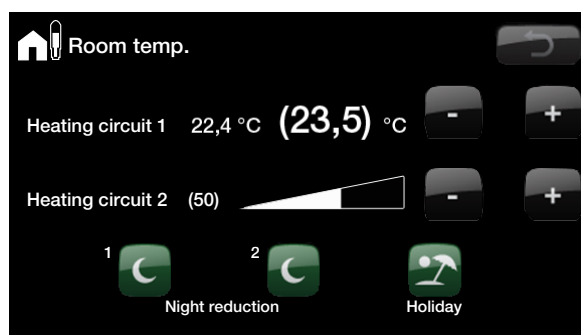 Room temp.
Heating circuit 1 22,4 °C (23,5) °C - +
Heating circuit 2 (50) - +
1 2
Night reduction Holiday